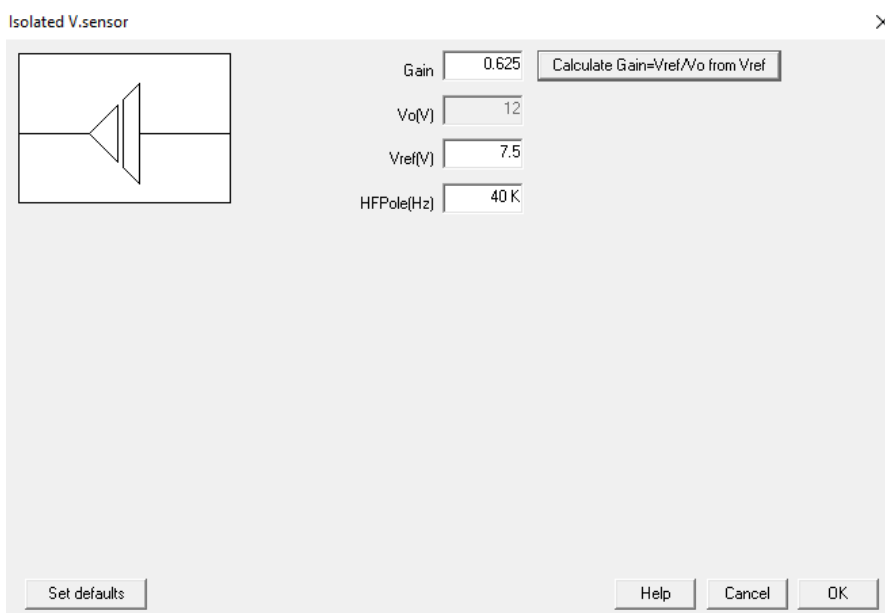 Isolated V.sensor
Gain 0.625 Calculate Gain=Vref/Vo from Vref
Vo(V) 12
Vref(V) 7.5
HFPole(Hz) 40 K
Set defaults Help Cancel OK